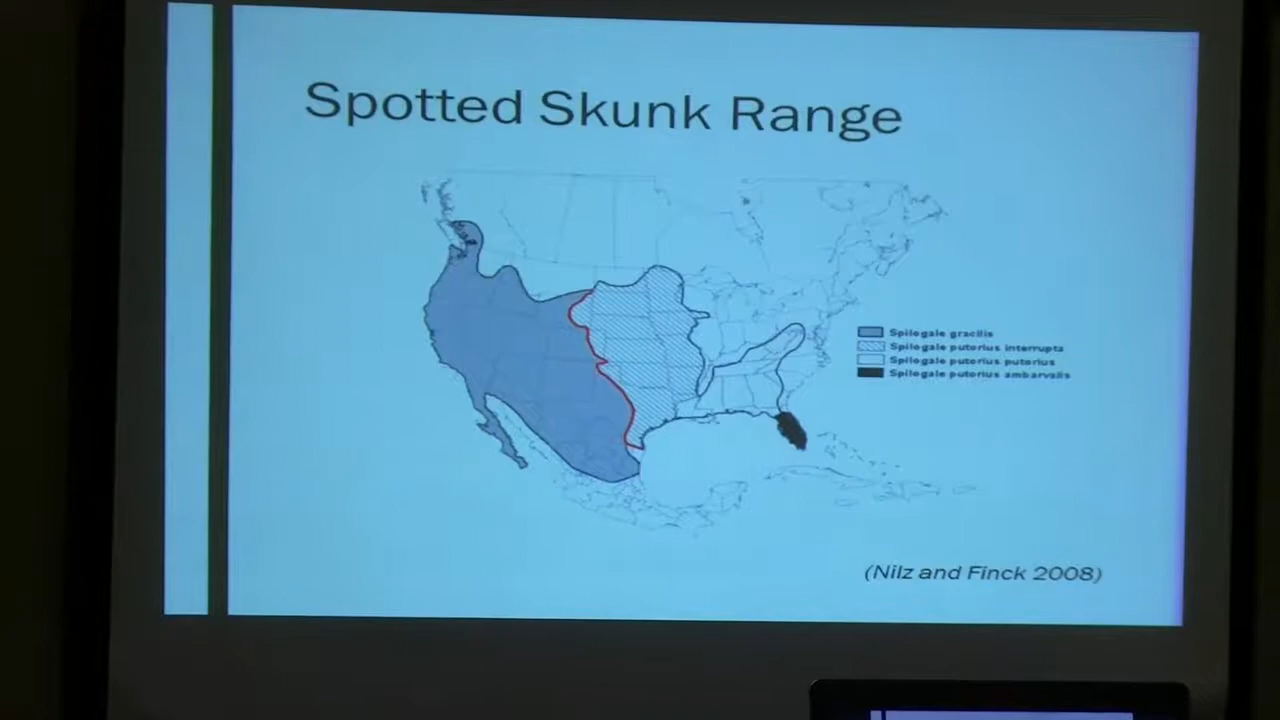 Spotted Skunk Range
Spilogale gracilis
Spilogale putorius interrupta
Spilogale putorius putorius
Spilogale putorius ambarvalis
(Nilz and Finck 2008)